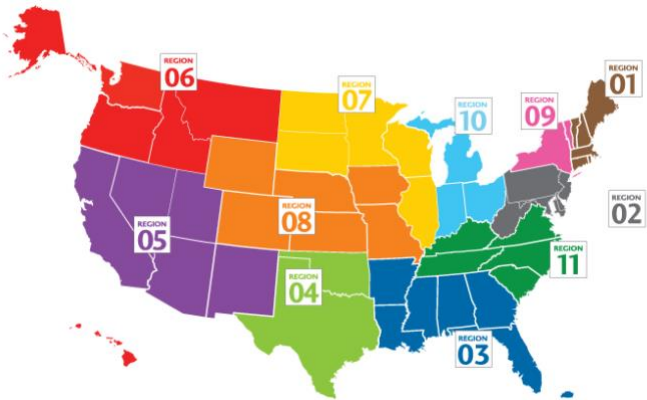 REGION
01
REGION
06
REGION
07
REGION
10
REGION
09
REGION
02
REGION
08
REGION
05
REGION
11
REGION
04
REGION
03